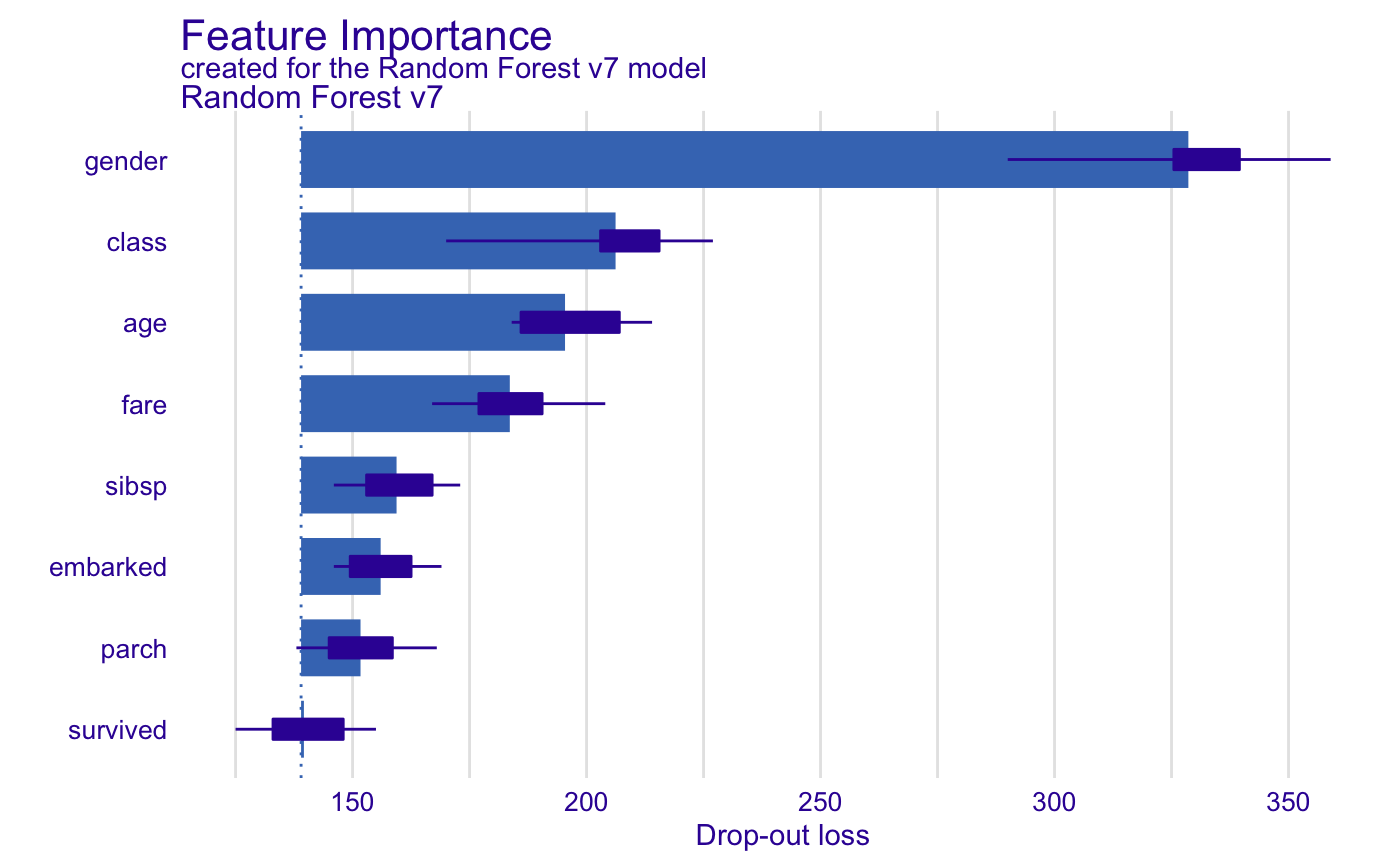 Feature Importance
created for the Random Forest v7 model
Random Forest v7
gender
class
age
fare
sibsp
embarked
parch
survived
150 200 250 300 350
Drop-out loss